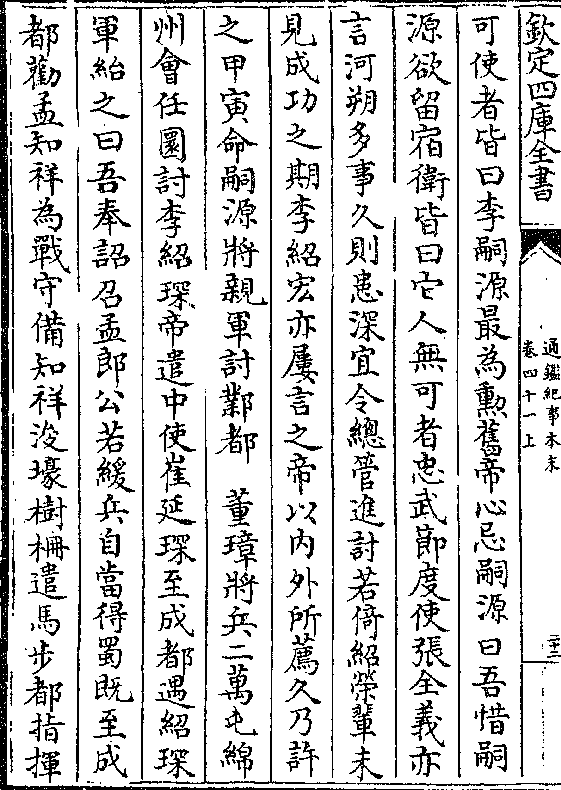 欽定四庫全書
通鑑紀事本末
卷四十一上
二十二
可使者皆曰李嗣源最為勲舊帝心忌嗣源曰吾惜嗣
源欲留宿衛皆曰它人無可者忠武節度使張全義亦
言河朔多事久則患深宜令總管進討若倚紹榮輩未
見成功之期李紹宏亦屢言之帝以内外所薦久乃許
之甲寅命嗣源將親軍討鄴都　董璋將兵二萬屯綿
州會任圜討李紹琛帝遣中使崔延琛至成都遇紹琛
軍紿之曰吾奉詔召孟郎公若緩兵自當得蜀既至成
都勸孟知祥為戰守備知祥浚壕樹柵遣馬步都指揮